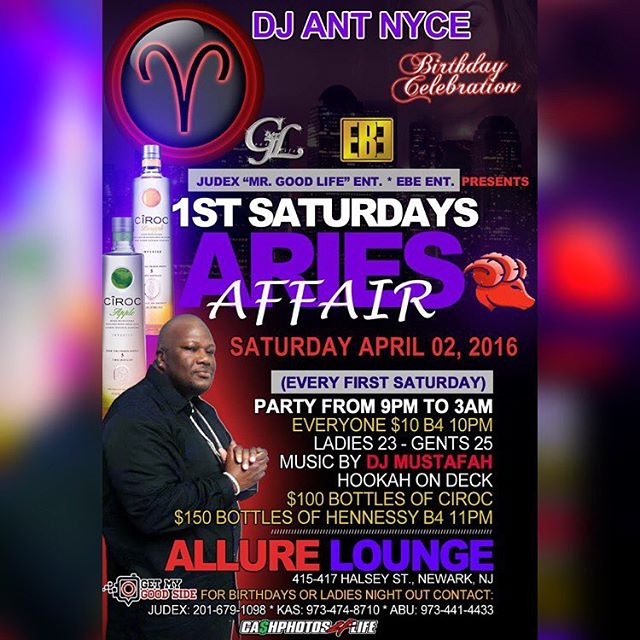 DJ ANT NYCE
Birthday
Celebration
GL
EBE
JUDEX "MR. GOOD LIFE" ENT. * EBE ENT. PRESENTS
1ST SATURDAYS
ARIES
AFFAIR
CÎROC
CÎROC
Apple
SATURDAY APRIL 02, 2016
(EVERY FIRST SATURDAY)
PARTY FROM 9PM TO 3AM
EVERYONE $10 B4 10PM
LADIES 23 - GENTS 25
MUSIC BY DJ MUSTAFAH
HOOKAH ON DECK
$100 BOTTLES OF CIROC
$150 BOTTLES OF HENNESSY B4 11PM
ALLURE LOUNGE
415-417 HALSEY ST., NEWARK, NJ
GET MY
GOOD SIDE
FOR BIRTHDAYS OR LADIES NIGHT OUT CONTACT:
JUDEX: 201-679-1098 * KAS: 973-474-8710 * ABU: 973-441-4433
CA$HPHOTOS4LIFE